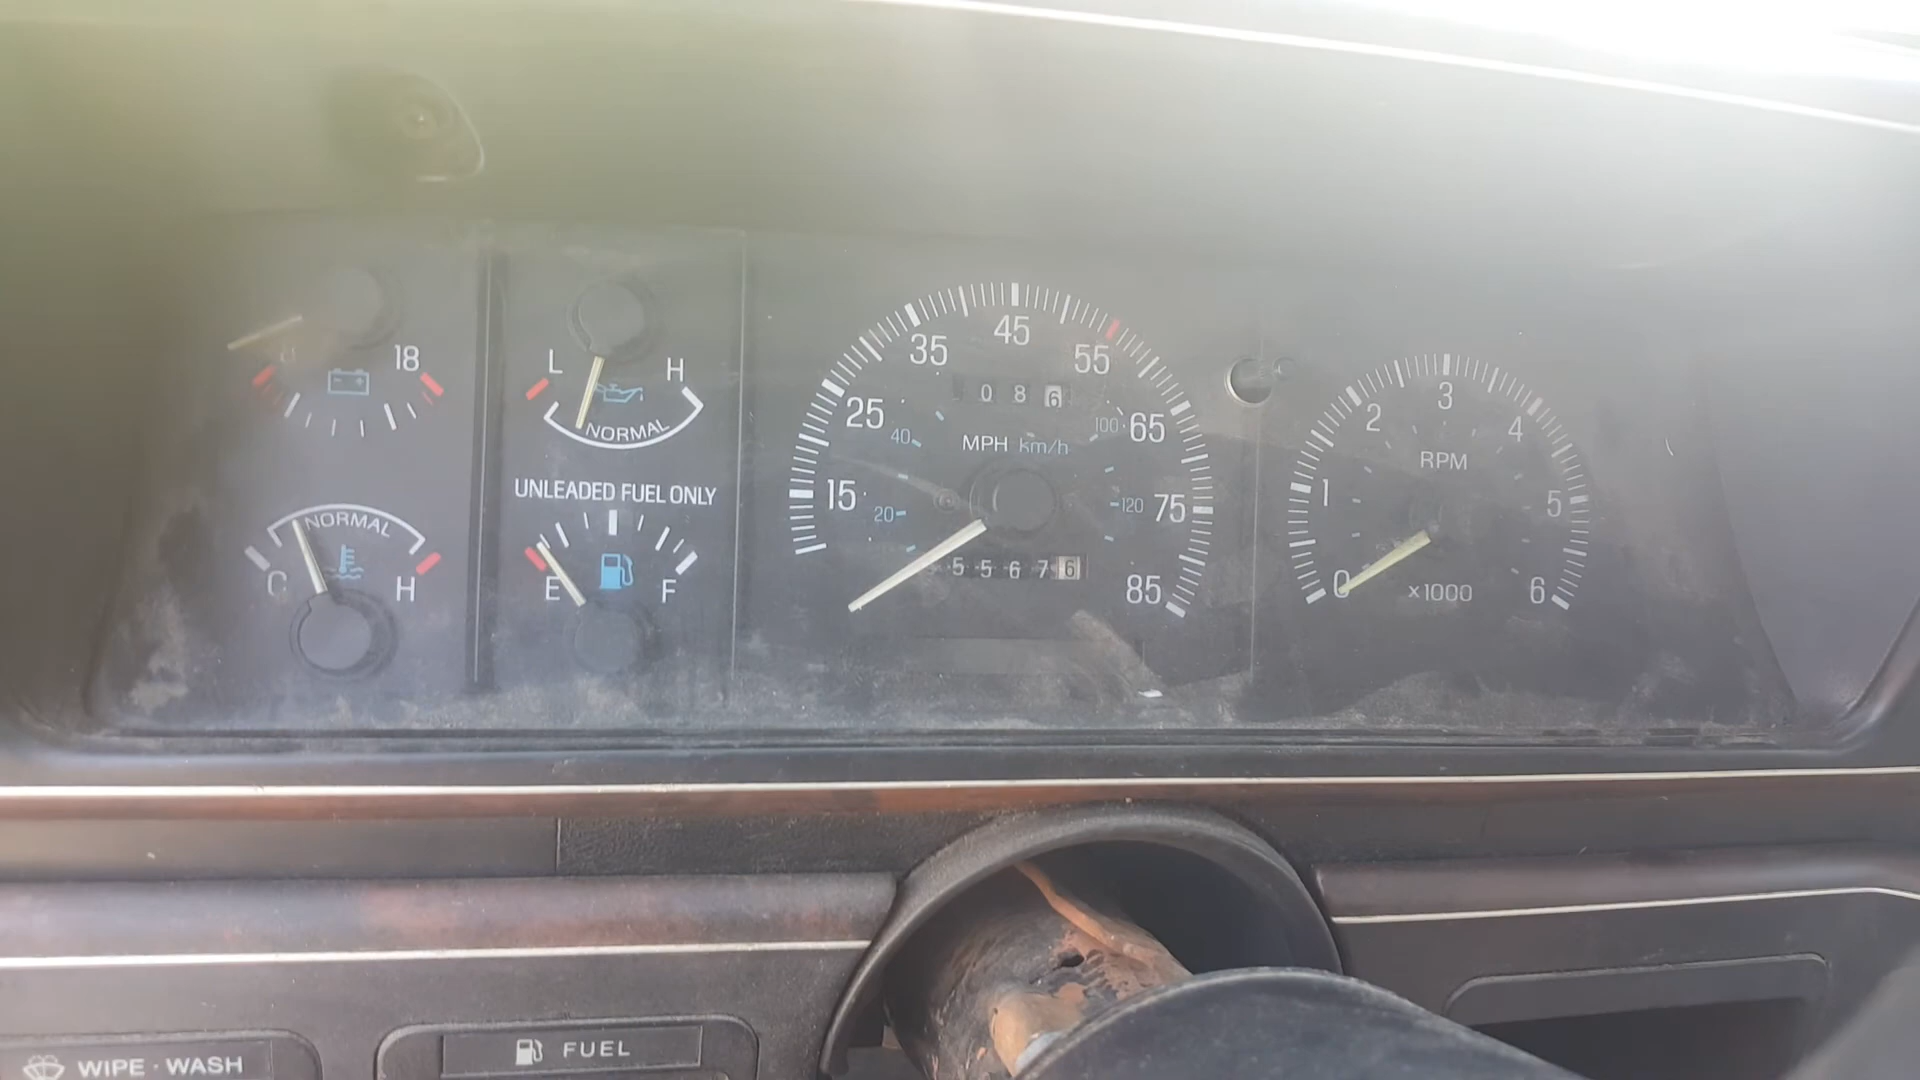 18
L H
NORMAL
UNLEADED FUEL ONLY
E F
NORMAL
C H
15 25 35 45 55 65 75 85
20 40 100 120
0 8 6
MPH km/h
5 5 6 7 6
0 1 2 3 4 5 6
RPM
x1000
WIPE·WASH
FUEL